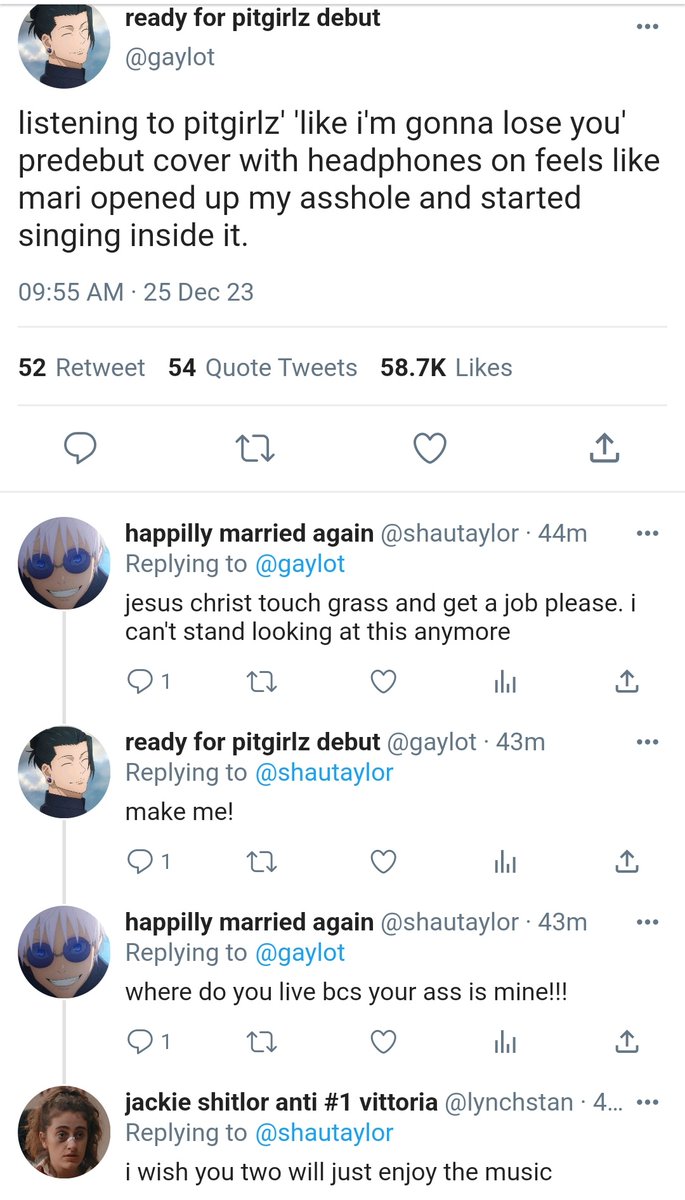 ready for pitgirlz debut
@gaylot
listening to pitgirlz' 'like i'm gonna lose you'
predebut cover with headphones on feels like
mari opened up my asshole and started
singing inside it.
09:55 AM · 25 Dec 23
52 Retweet 54 Quote Tweets 58.7K Likes
happilly married again @shautaylor · 44m
Replying to @gaylot
jesus christ touch grass and get a job please. i
can't stand looking at this anymore
1
ready for pitgirlz debut @gaylot · 43m
Replying to @shautaylor
make me!
1
happilly married again @shautaylor · 43m
Replying to @gaylot
where do you live bcs your ass is mine!!!
1
jackie shitlor anti #1 vittoria @lynchstan · 4...
Replying to @shautaylor
i wish you two will just enjoy the music